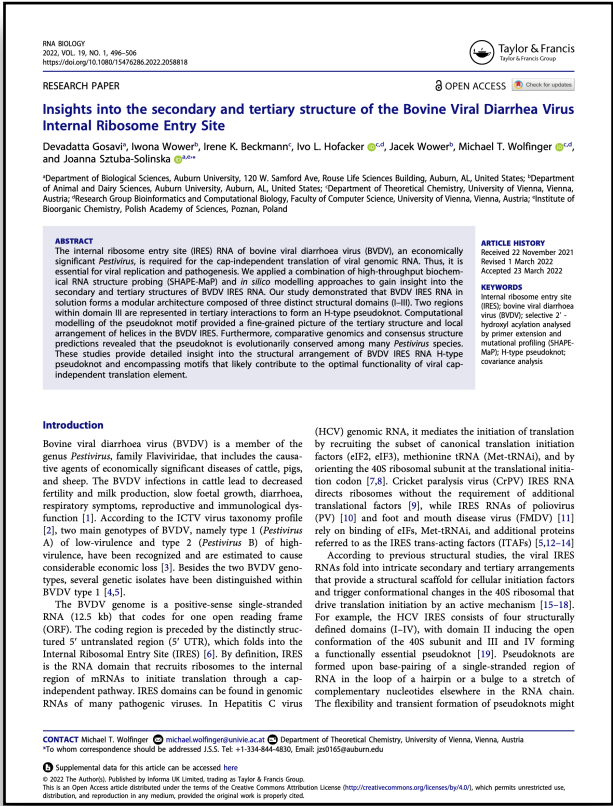 RNA BIOLOGY
2022, VOL. 19, NO. 1, 496–506
https://doi.org/10.1080/15476286.2022.2058818
Taylor & Francis
Taylor & Francis Group
RESEARCH PAPER
OPEN ACCESS
Check for updates
Insights into the secondary and tertiary structure of the Bovine Viral Diarrhea Virus
Internal Ribosome Entry Site
Devadatta Gosaviᵃ, Iwona Wowerᵇ, Irene K. Beckmannᶜ, Ivo L. Hofacker ᶜ,ᵈ, Jacek Wowerᵇ, Michael T. Wolfinger ᶜ,ᵈ,
and Joanna Sztuba-Solinska ᵃ,ᵉ,*
ᵃDepartment of Biological Sciences, Auburn University, 120 W. Samford Ave, Rouse Life Sciences Building, Auburn, AL, United States; ᵇDepartment
of Animal and Dairy Sciences, Auburn University, Auburn, AL, United States; ᶜDepartment of Theoretical Chemistry, University of Vienna, Vienna,
Austria; ᵈResearch Group Bioinformatics and Computational Biology, Faculty of Computer Science, University of Vienna, Vienna, Austria; ᵉInstitute of
Bioorganic Chemistry, Polish Academy of Sciences, Poznan, Poland
ABSTRACT
The internal ribosome entry site (IRES) RNA of bovine viral diarrhoea virus (BVDV), an economically
significant Pestivirus, is required for the cap-independent translation of viral genomic RNA. Thus, it is
essential for viral replication and pathogenesis. We applied a combination of high-throughput biochem-
ical RNA structure probing (SHAPE-MaP) and in silico modelling approaches to gain insight into the
secondary and tertiary structures of BVDV IRES RNA. Our study demonstrated that BVDV IRES RNA in
solution forms a modular architecture composed of three distinct structural domains (I–III). Two regions
within domain III are represented in tertiary interactions to form an H-type pseudoknot. Computational
modelling of the pseudoknot motif provided a fine-grained picture of the tertiary structure and local
arrangement of helices in the BVDV IRES. Furthermore, comparative genomics and consensus structure
predictions revealed that the pseudoknot is evolutionarily conserved among many Pestivirus species.
These studies provide detailed insight into the structural arrangement of BVDV IRES RNA H-type
pseudoknot and encompassing motifs that likely contribute to the optimal functionality of viral cap-
independent translation element.
ARTICLE HISTORY
Received 22 November 2021
Revised 1 March 2022
Accepted 23 March 2022
KEYWORDS
Internal ribosome entry site
(IRES); bovine viral diarrhoea
virus (BVDV); selective 2' -
hydroxyl acylation analysed
by primer extension and
mutational profiling (SHAPE-
MaP); H-type pseudoknot;
covariance analysis
Introduction
Bovine viral diarrhoea virus (BVDV) is a member of the
genus Pestivirus, family Flaviviridae, that includes the causa-
tive agents of economically significant diseases of cattle, pigs,
and sheep. The BVDV infections in cattle lead to decreased
fertility and milk production, slow foetal growth, diarrhoea,
respiratory symptoms, reproductive and immunological dys-
function [1]. According to the ICTV virus taxonomy profile
[2], two main genotypes of BVDV, namely type 1 (Pestivirus
A) of low-virulence and type 2 (Pestivirus B) of high-
virulence, have been recognized and are estimated to cause
considerable economic loss [3]. Besides the two BVDV geno-
types, several genetic isolates have been distinguished within
BVDV type 1 [4,5].
The BVDV genome is a positive-sense single-stranded
RNA (12.5 kb) that codes for one open reading frame
(ORF). The coding region is preceded by the distinctly struc-
tured 5′ untranslated region (5′ UTR), which folds into the
Internal Ribosomal Entry Site (IRES) [6]. By definition, IRES
is the RNA domain that recruits ribosomes to the internal
region of mRNAs to initiate translation through a cap-
independent pathway. IRES domains can be found in genomic
RNAs of many pathogenic viruses. In Hepatitis C virus
(HCV) genomic RNA, it mediates the initiation of translation
by recruiting the subset of canonical translation initiation
factors (eIF2, eIF3), methionine tRNA (Met-tRNAi), and by
orienting the 40S ribosomal subunit at the translational initia-
tion codon [7,8]. Cricket paralysis virus (CrPV) IRES RNA
directs ribosomes without the requirement of additional
translational factors [9], while IRES RNAs of poliovirus
(PV) [10] and foot and mouth disease virus (FMDV) [11]
rely on binding of eIFs, Met-tRNAi, and additional proteins
referred to as the IRES trans-acting factors (ITAFs) [5,12–14]
According to previous structural studies, the viral IRES
RNAs fold into intricate secondary and tertiary arrangements
that provide a structural scaffold for cellular initiation factors
and trigger conformational changes in the 40S ribosomal that
drive translation initiation by an active mechanism [15–18].
For example, the HCV IRES consists of four structurally
defined domains (I–IV), with domain II inducing the open
conformation of the 40S subunit and III and IV forming
a functionally essential pseudoknot [19]. Pseudoknots are
formed upon base-pairing of a single-stranded region of
RNA in the loop of a hairpin or a bulge to a stretch of
complementary nucleotides elsewhere in the RNA chain.
The flexibility and transient formation of pseudoknots might
CONTACT Michael T. Wolfinger michael.wolfinger@univie.ac.at Department of Theoretical Chemistry, University of Vienna, Vienna, Austria
*To whom correspondence should be addressed J.S.S. Tel: +1-334-844-4830, Email: jzs0165@auburn.edu
Supplemental data for this article can be accessed here
© 2022 The Author(s). Published by Informa UK Limited, trading as Taylor & Francis Group.
This is an Open Access article distributed under the terms of the Creative Commons Attribution License (http://creativecommons.org/licenses/by/4.0/), which permits unrestricted use,
distribution, and reproduction in any medium, provided the original work is properly cited.